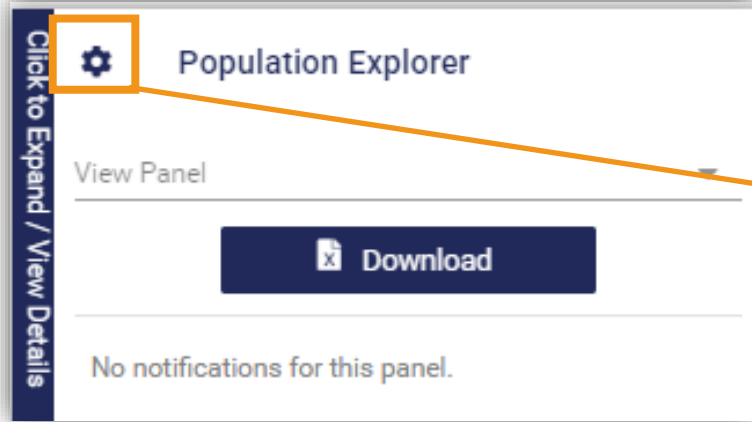 Click to Expand / View Details
Population Explorer
View Panel
Download
No notifications for this panel.